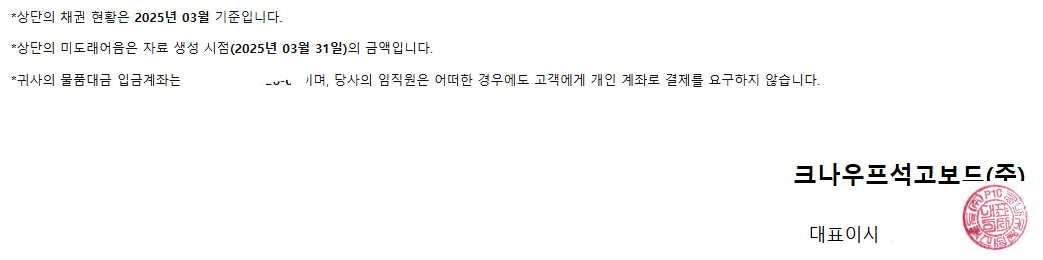 *상단의 채권 현황은 2025년 03월 기준입니다.
*상단의 미도래어음은 자료 생성 시점(2025년 03월 31일)의 금액입니다.
*귀사의 물품대금 입금계좌는 이며, 당사의 임직원은 어떠한 경우에도 고객에게 개인 계좌로 결제를 요구하지 않습니다.
크나우프석고보드(주)
대표이사